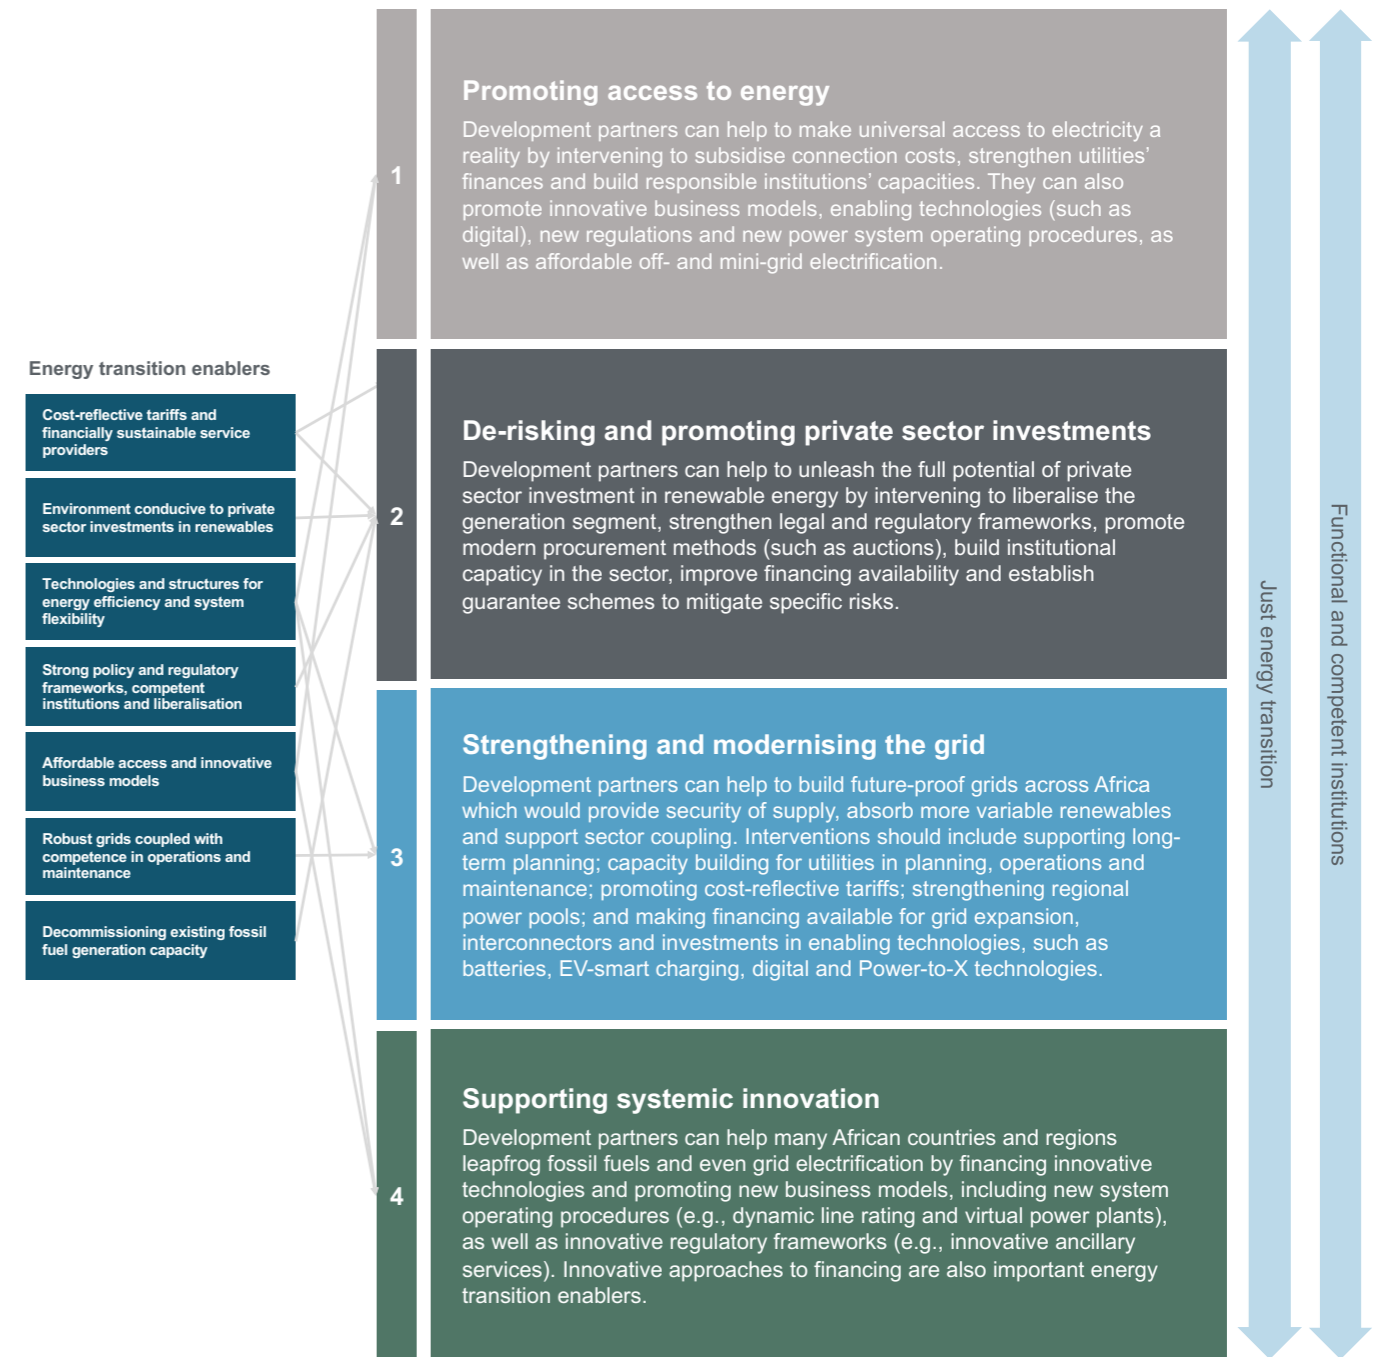 Energy transition enablers
Cost-reflective tariffs and
financially sustainable service
providers
Environment conducive to private
sector investments in renewables
Technologies and structures for
energy efficiency and system
flexibility
Strong policy and regulatory
frameworks, competent
institutions and liberalisation
Affordable access and innovative
business models
Robust grids coupled with
competence in operations and
maintenance
Decommissioning existing fossil
fuel generation capacity
1
Promoting access to energy
Development partners can help to make universal access to electricity a
reality by intervening to subsidise connection costs, strengthen utilities’
finances and build responsible institutions’ capacities. They can also
promote innovative business models, enabling technologies (such as
digital), new regulations and new power system operating procedures, as
well as affordable off- and mini-grid electrification.
2
De-risking and promoting private sector investments
Development partners can help to unleash the full potential of private
sector investment in renewable energy by intervening to liberalise the
generation segment, strengthen legal and regulatory frameworks, promote
modern procurement methods (such as auctions), build institutional
capaticy in the sector, improve financing availability and establish
guarantee schemes to mitigate specific risks.
3
Strengthening and modernising the grid
Development partners can help to build future-proof grids across Africa
which would provide security of supply, absorb more variable renewables
and support sector coupling. Interventions should include supporting long-
term planning; capacity building for utilities in planning, operations and
maintenance; promoting cost-reflective tariffs; strengthening regional
power pools; and making financing available for grid expansion,
interconnectors and investments in enabling technologies, such as
batteries, EV-smart charging, digital and Power-to-X technologies.
4
Supporting systemic innovation
Development partners can help many African countries and regions
leapfrog fossil fuels and even grid electrification by financing innovative
technologies and promoting new business models, including new system
operating procedures (e.g., dynamic line rating and virtual power plants),
as well as innovative regulatory frameworks (e.g., innovative ancillary
services). Innovative approaches to financing are also important energy
transition enablers.
Just energy transition
Functional and competent institutions